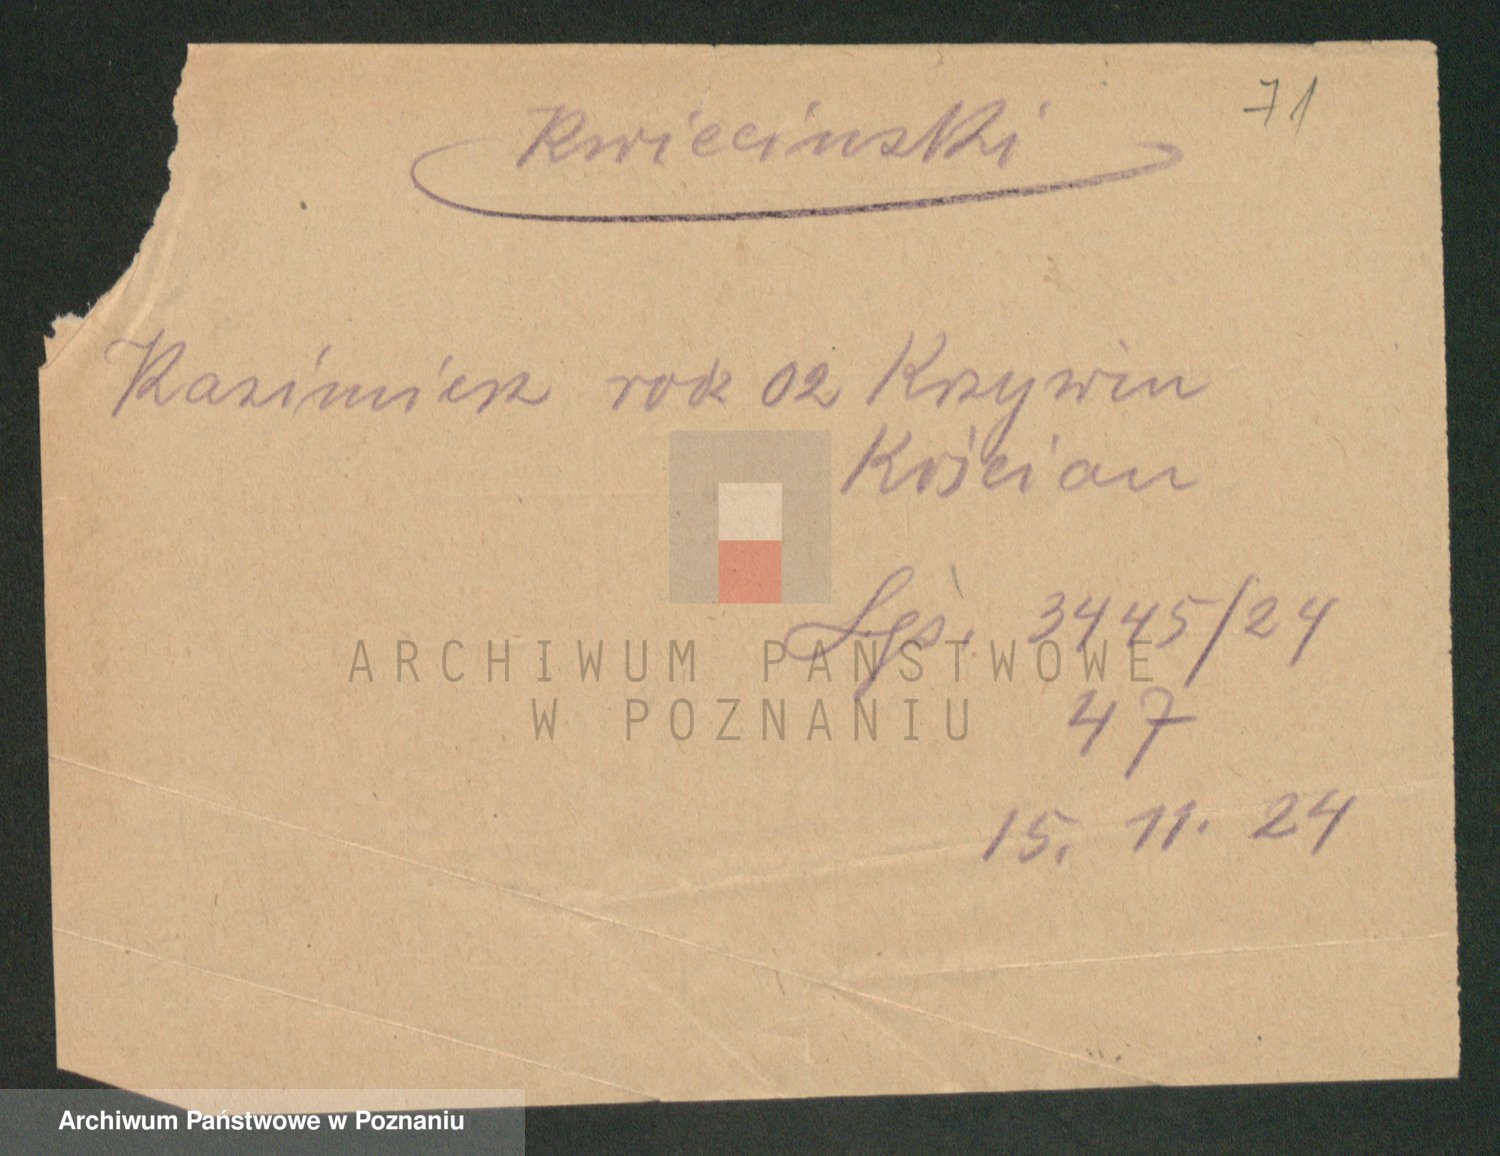 71
Kwiecinski
Kazimierz rok 02 Krzywin
Kościan
Lgs. 3445/24
47
15. 11. 24
ARCHIWUM PAŃSTWOWE
W POZNANIU
Archiwum Państwowe w Poznaniu